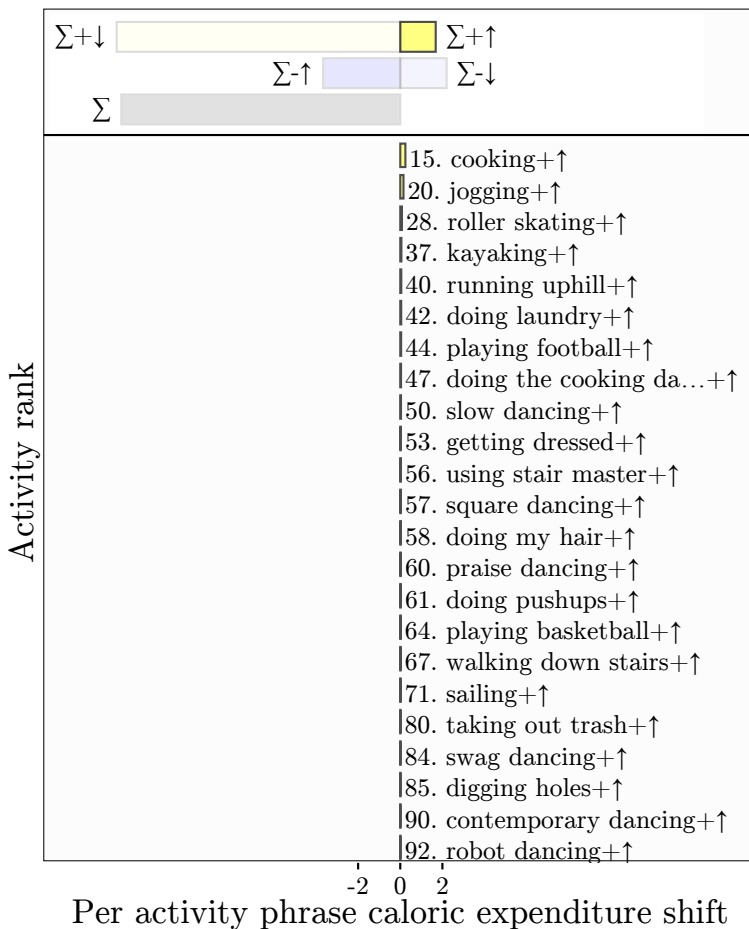 ∑+↓ ∑+↑
∑-↑ ∑-↓
∑
15. cooking+↑
20. jogging+↑
28. roller skating+↑
37. kayaking+↑
40. running uphill+↑
42. doing laundry+↑
44. playing football+↑
47. doing the cooking da...+↑
50. slow dancing+↑
53. getting dressed+↑
56. using stair master+↑
57. square dancing+↑
58. doing my hair+↑
60. praise dancing+↑
61. doing pushups+↑
64. playing basketball+↑
67. walking down stairs+↑
71. sailing+↑
80. taking out trash+↑
84. swag dancing+↑
85. digging holes+↑
90. contemporary dancing+↑
92. robot dancing+↑
Activity rank
-2 0 2
Per activity phrase caloric expenditure shift